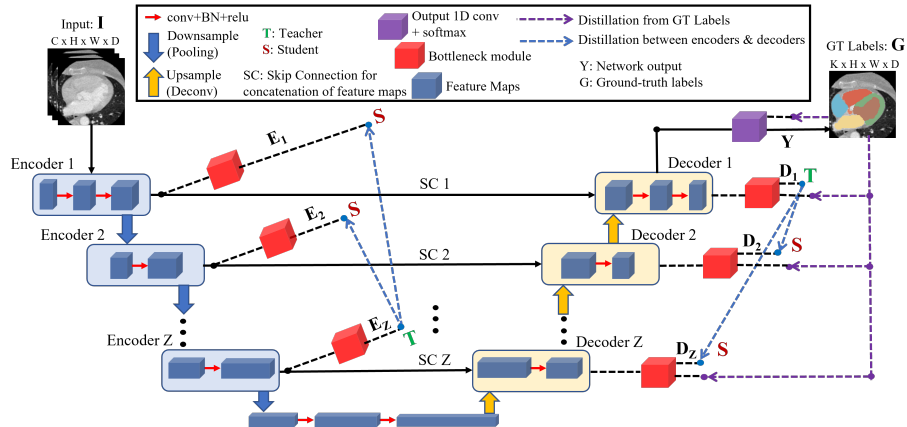 Input: I
C x H x W x D
conv+BN+relu
Downsample
(Pooling)
Upsample
(Deconv)
T: Teacher
S: Student
SC: Skip Connection for
concatenation of feature maps
Output 1D conv
+ softmax
Bottleneck module
Feature Maps
Distillation from GT Labels
Distillation between encoders & decoders
Y: Network output
G: Ground-truth labels
GT Labels: G
K x H x W x D
S
E1
Y
Encoder 1
Decoder 1
SC 1
D1
T
Encoder 2
E2
S
SC 2
Decoder 2
D2
S
Encoder Z
EZ
T
SC Z
Decoder Z
DZ
S